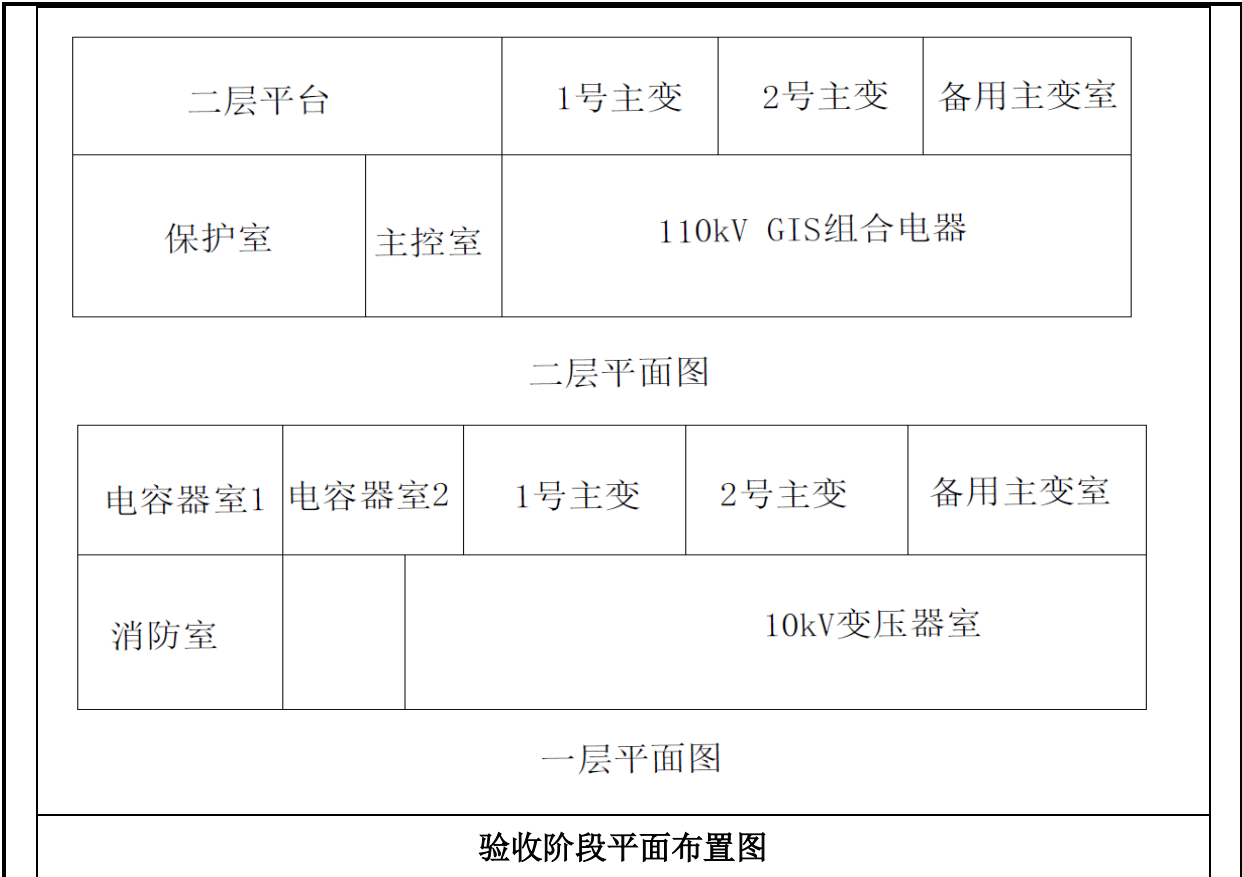 二层平台 1号主变 2号主变 备用主变室
保护室 主控室 110kV GIS组合电器
二层平面图
电容器室1 电容器室2 1号主变 2号主变 备用主变室
消防室 10kV变压器室
一层平面图
验收阶段平面布置图